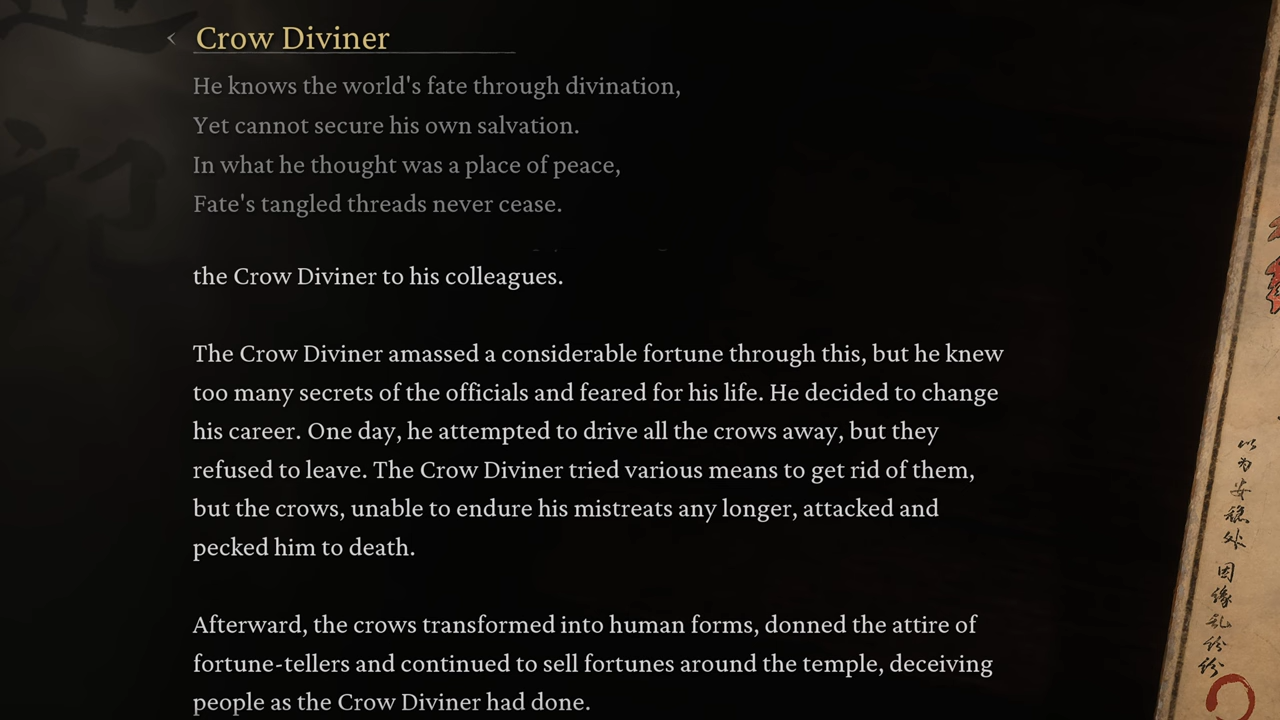 Crow Diviner
He knows the world's fate through divination,
Yet cannot secure his own salvation.
In what he thought was a place of peace,
Fate's tangled threads never cease.
the Crow Diviner to his colleagues.
The Crow Diviner amassed a considerable fortune through this, but he knew
too many secrets of the officials and feared for his life. He decided to change
his career. One day, he attempted to drive all the crows away, but they
refused to leave. The Crow Diviner tried various means to get rid of them,
but the crows, unable to endure his mistreats any longer, attacked and
pecked him to death.
Afterward, the crows transformed into human forms, donned the attire of
fortune-tellers and continued to sell fortunes around the temple, deceiving
people as the Crow Diviner had done.
以为安稳处
因缘乱纷纷